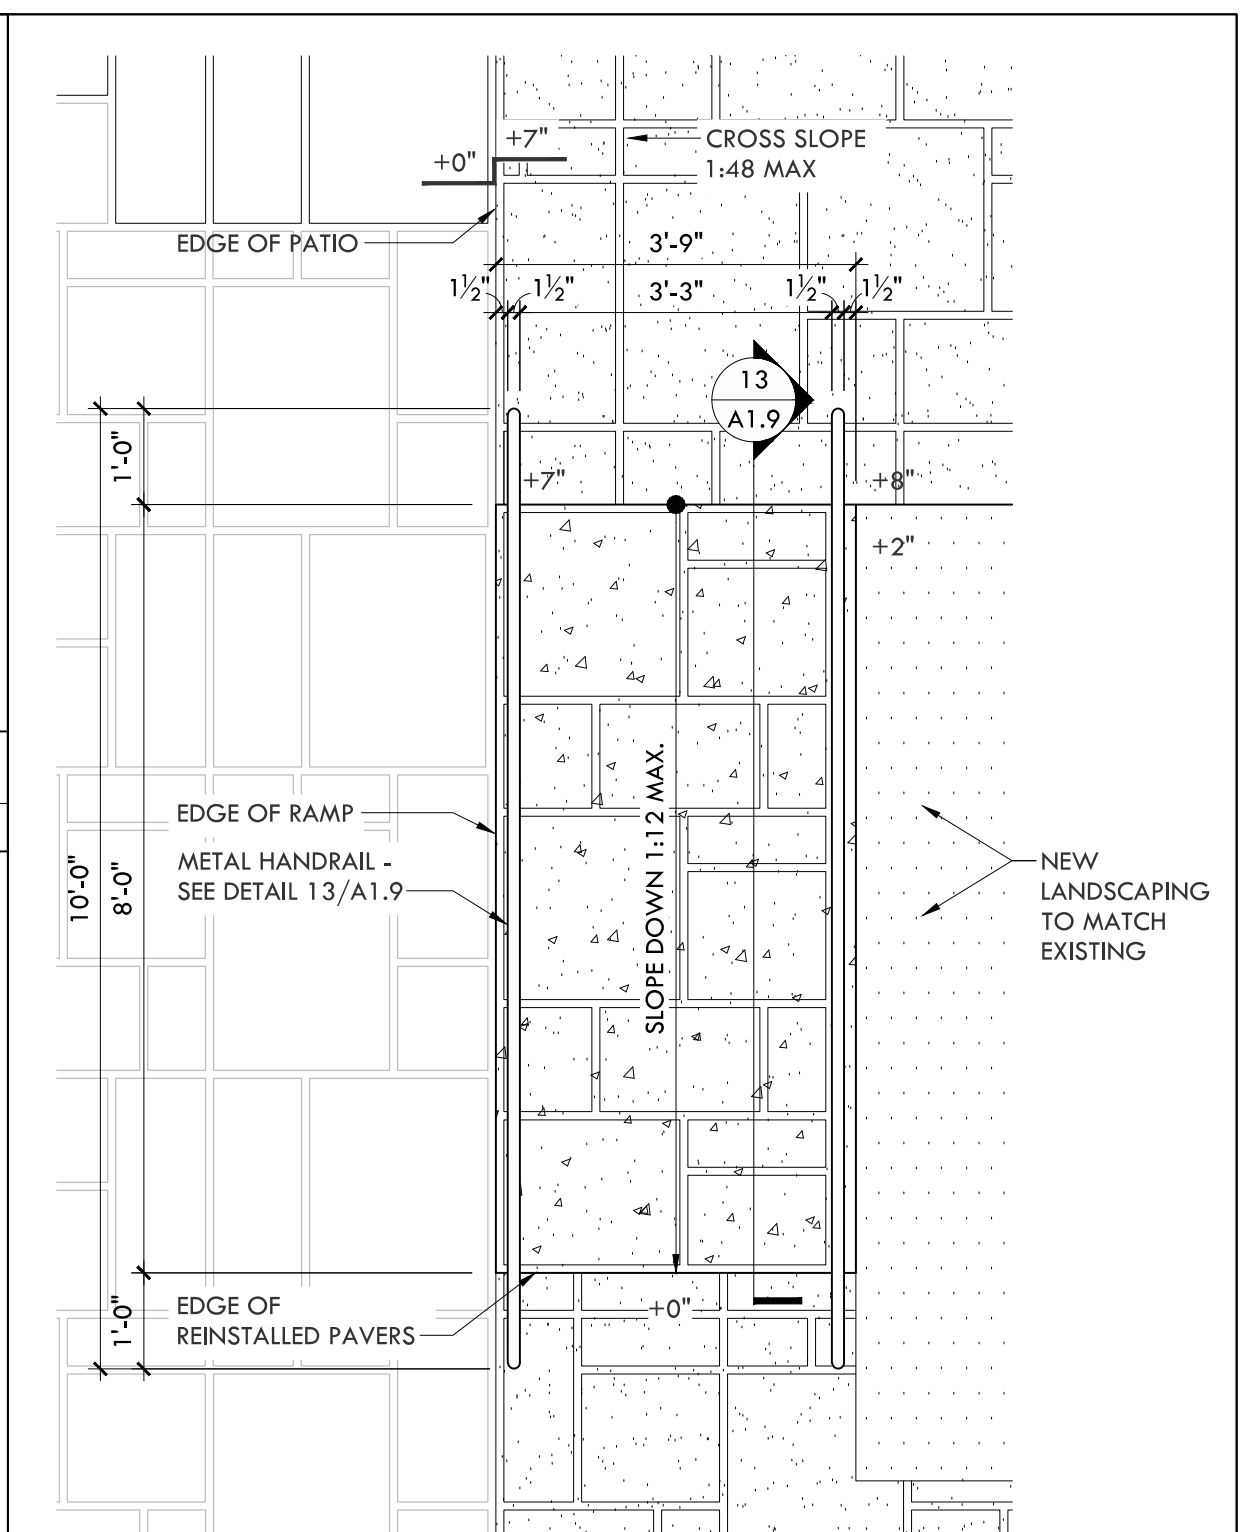 +7"
+0"
CROSS SLOPE
1:48 MAX
EDGE OF PATIO
3'-9"
1½"
1½"
3'-3"
1½"
1½"
13
A1.9
1'-0"
+7"
+8"
+2"
EDGE OF RAMP
METAL HANDRAIL -
SEE DETAIL 13/A1.9
10'-0"
8'-0"
SLOPE DOWN 1:12 MAX.
NEW
LANDSCAPING
TO MATCH
EXISTING
1'-0"
EDGE OF
REINSTALLED PAVERS
+0"